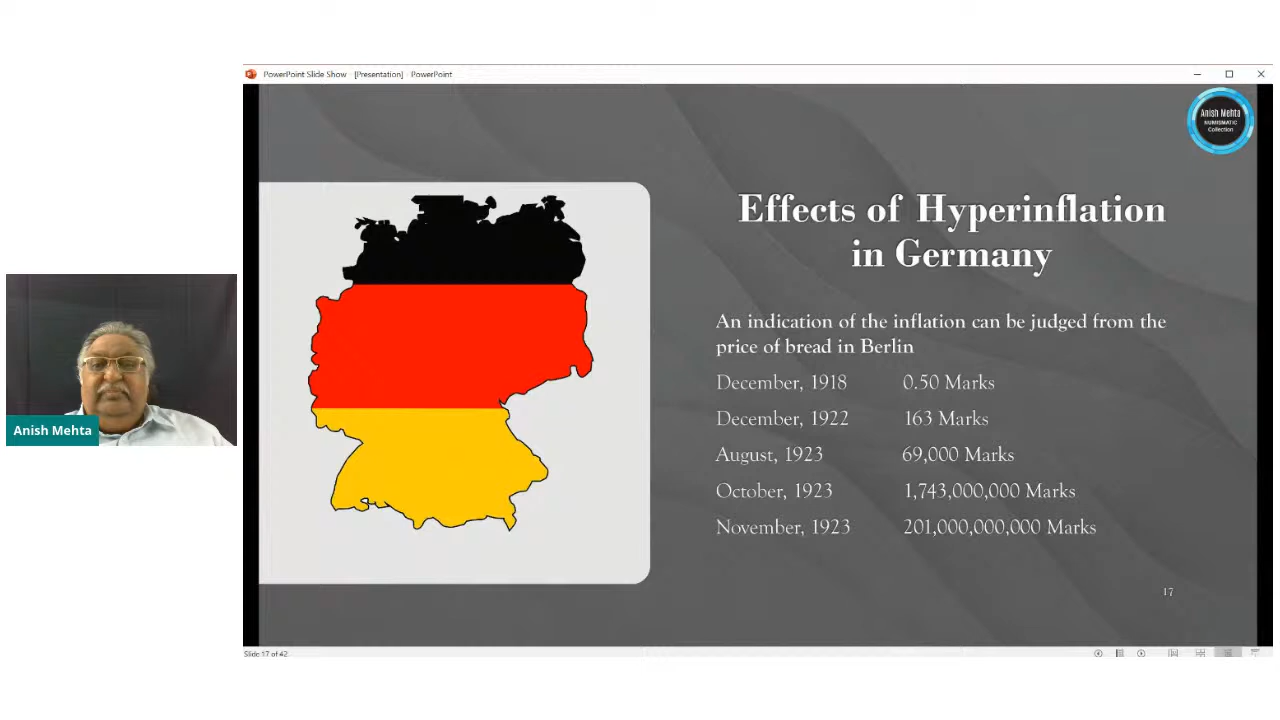 PowerPoint Slide Show - [Presentation] - PowerPoint
Anish Mehta
NUMISMATIC
Collection
Effects of Hyperinflation
in Germany
An indication of the inflation can be judged from the
price of bread in Berlin
December, 1918 0.50 Marks
December, 1922 163 Marks
August, 1923 69,000 Marks
October, 1923 1,743,000,000 Marks
November, 1923 201,000,000,000 Marks
17
Anish Mehta
Slide 17 of 42